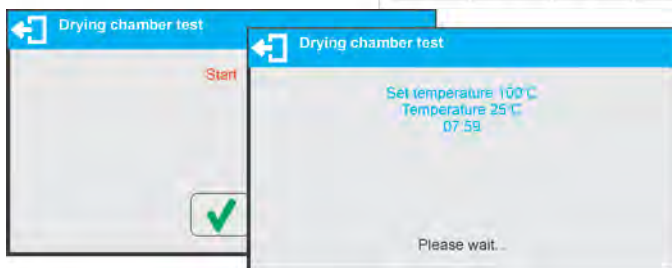 Drying chamber test
Start
Drying chamber test
Set temperature 100°C
Temperature 25°C
07:59
Please wait...